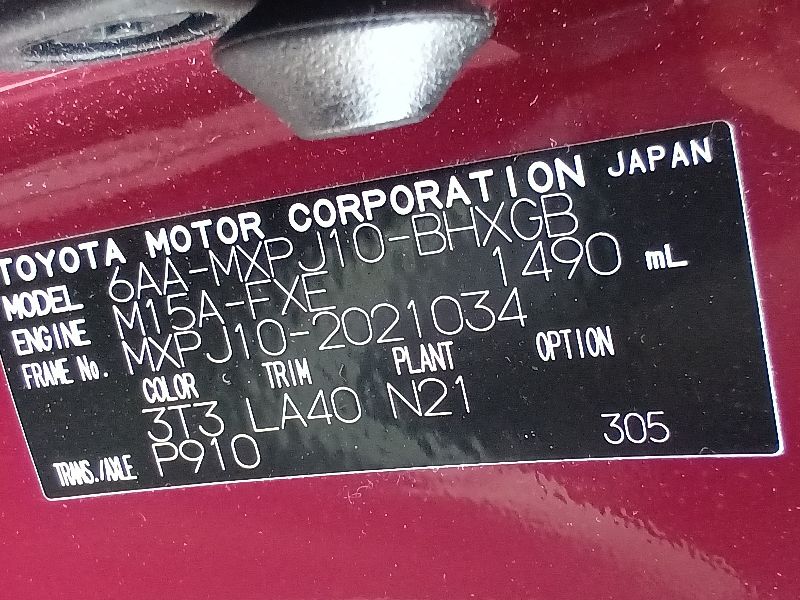 TOYOTA MOTOR CORPORATION JAPAN
MODEL 6AA-MXPJ10-BHXGB
ENGINE M15A-FXE 1490 mL
FRAME No. MXPJ10-2021034
COLOR TRIM PLANT OPTION
3T3 LA40 N21
TRANS./AXLE P910 305